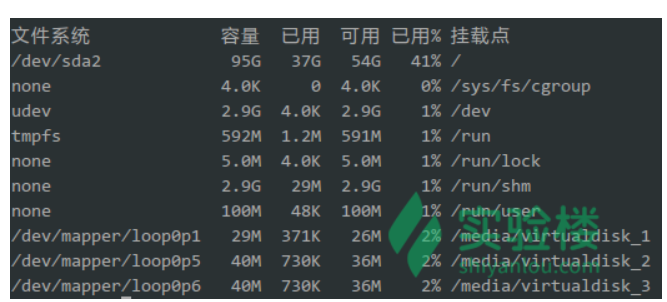 文件系统 容量 已用 可用 已用% 挂载点
/dev/sda2 95G 37G 54G 41% /
none 4.0K 0 4.0K 0% /sys/fs/cgroup
udev 2.9G 4.0K 2.9G 1% /dev
tmpfs 592M 1.2M 591M 1% /run
none 5.0M 4.0K 5.0M 1% /run/lock
none 2.9G 29M 2.9G 1% /run/shm
none 100M 48K 100M 1% /run/user
/dev/mapper/loop0p1 29M 371K 26M 2% /media/virtualdisk_1
/dev/mapper/loop0p5 40M 730K 36M 2% /media/virtualdisk_2
/dev/mapper/loop0p6 40M 730K 36M 2% /media/virtualdisk_3
实验楼
shiyanlou.com